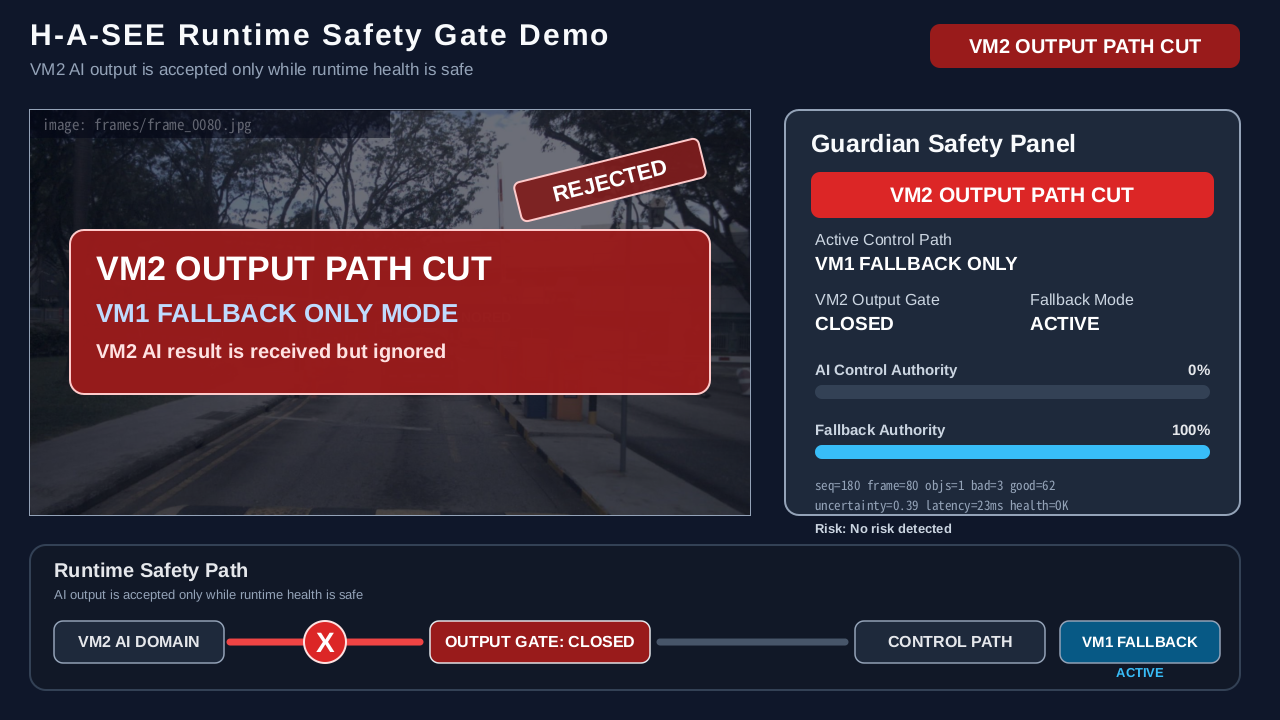 H-A-SEE Runtime Safety Gate Demo
VM2 AI output is accepted only while runtime health is safe
VM2 OUTPUT PATH CUT
image: frames/frame_0080.jpg
REJECTED
VM2 OUTPUT PATH CUT
VM1 FALLBACK ONLY MODE
VM2 AI result is received but ignored
Guardian Safety Panel
VM2 OUTPUT PATH CUT
Active Control Path
VM1 FALLBACK ONLY
VM2 Output Gate Fallback Mode
CLOSED ACTIVE
AI Control Authority 0%
Fallback Authority 100%
seq=180 frame=80 objs=1 bad=3 good=62
uncertainty=0.39 latency=23ms health=OK
Risk: No risk detected
Runtime Safety Path
AI output is accepted only while runtime health is safe
VM2 AI DOMAIN X OUTPUT GATE: CLOSED CONTROL PATH VM1 FALLBACK
ACTIVE